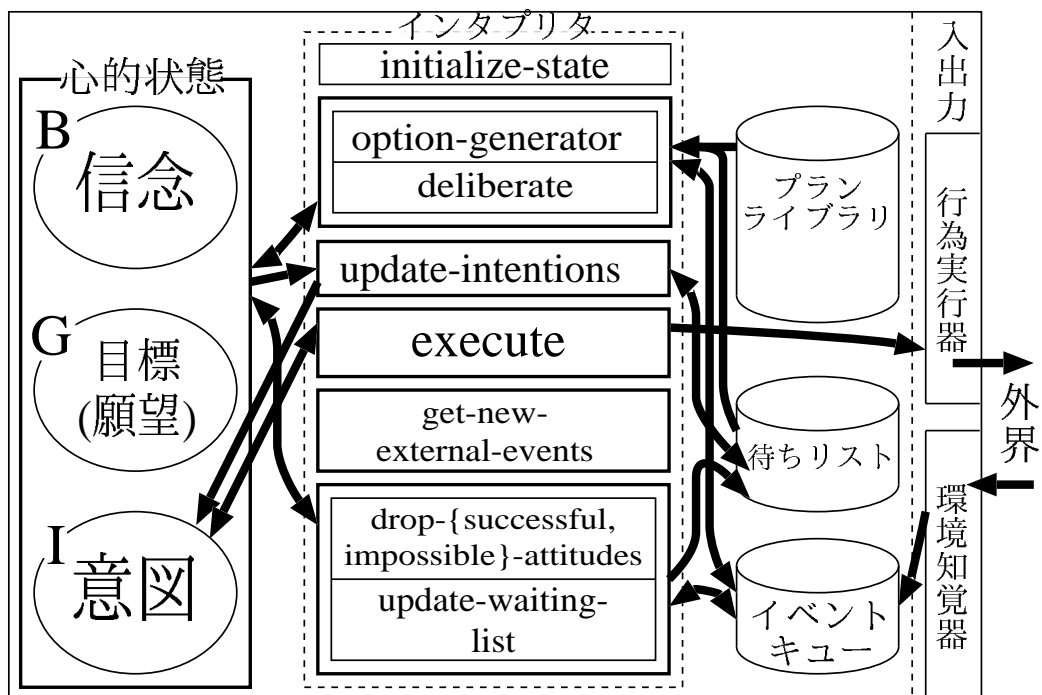 心的状態
B
信念
G
目標
(願望)
I
意図
インタプリタ
initialize-state
option-generator
deliberate
update-intentions
execute
get-new-
external-events
drop-{successful,
impossible}-attitudes
update-waiting-
list
プラン
ライブラリ
待ちリスト
イベント
キュー
入出力
行為実行器
環境知覚器
外界